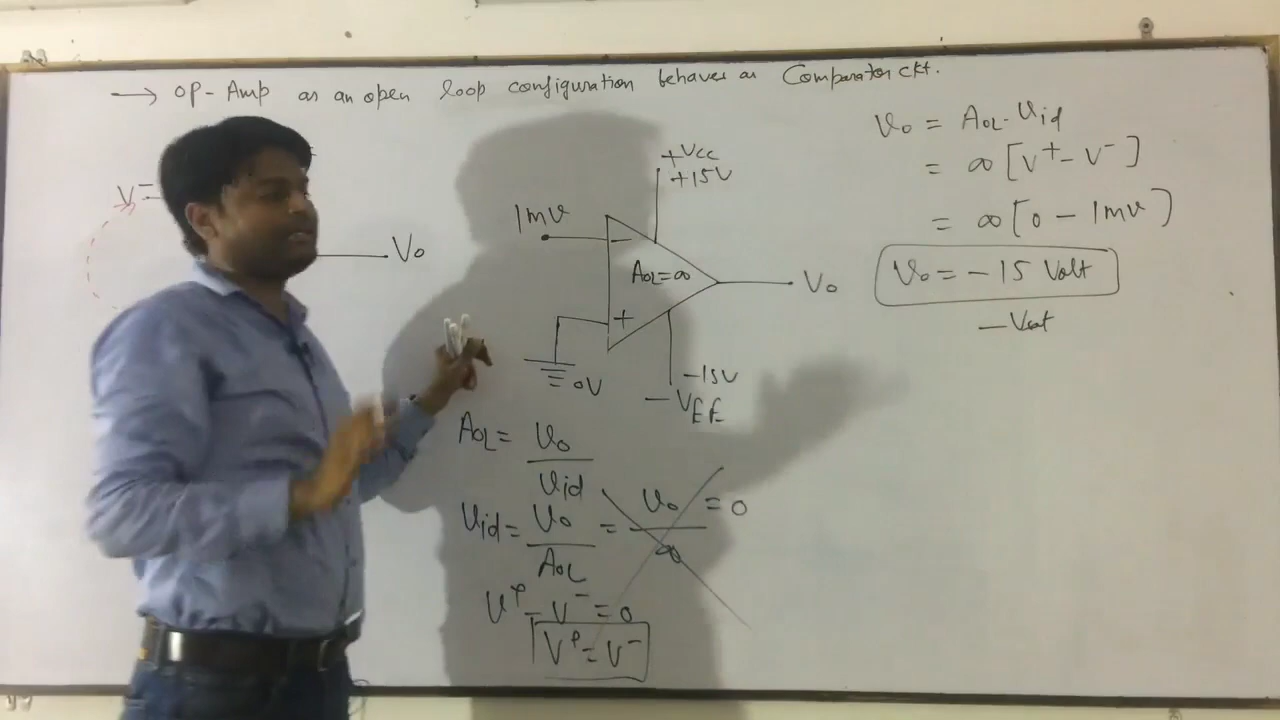 → OP-Amp as an open loop configuration behaves as Comparator ckt.
V⁻
Vo
+Vcc
+15V
1mV
−
AOL=∞
+
Vo
0V
-15V
-VEE
AOL = Vo/Vid
Vid = Vo/AOL = Vo/∞ = 0
V⁺ - V⁻ = 0
V⁺ = V⁻
Vo = AOL·Vid
= ∞[V⁺ - V⁻]
= ∞[0 - 1mV]
Vo = -15 Volt
-Vsat